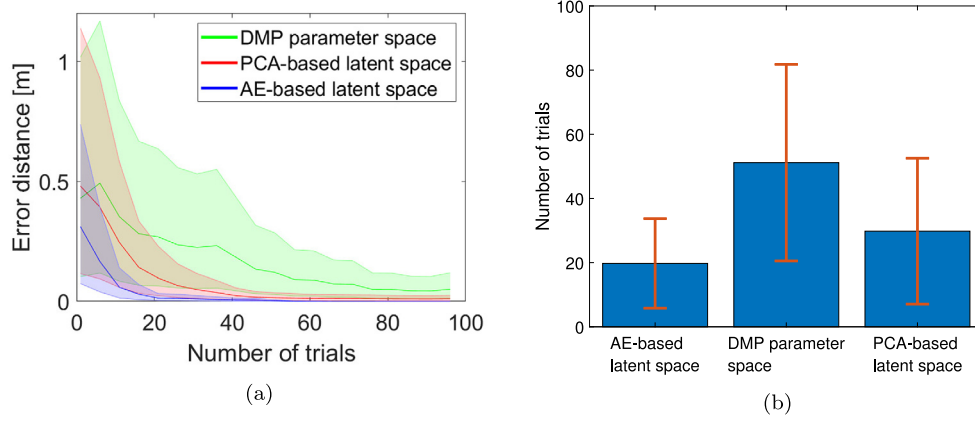 1
0.5
0
Error distance [m]
DMP parameter space
PCA-based latent space
AE-based latent space
0 20 40 60 80 100
Number of trials
(a)
100
80
60
40
20
0
Number of trials
AE-based
latent space
DMP parameter
space
PCA-based
latent space
(b)